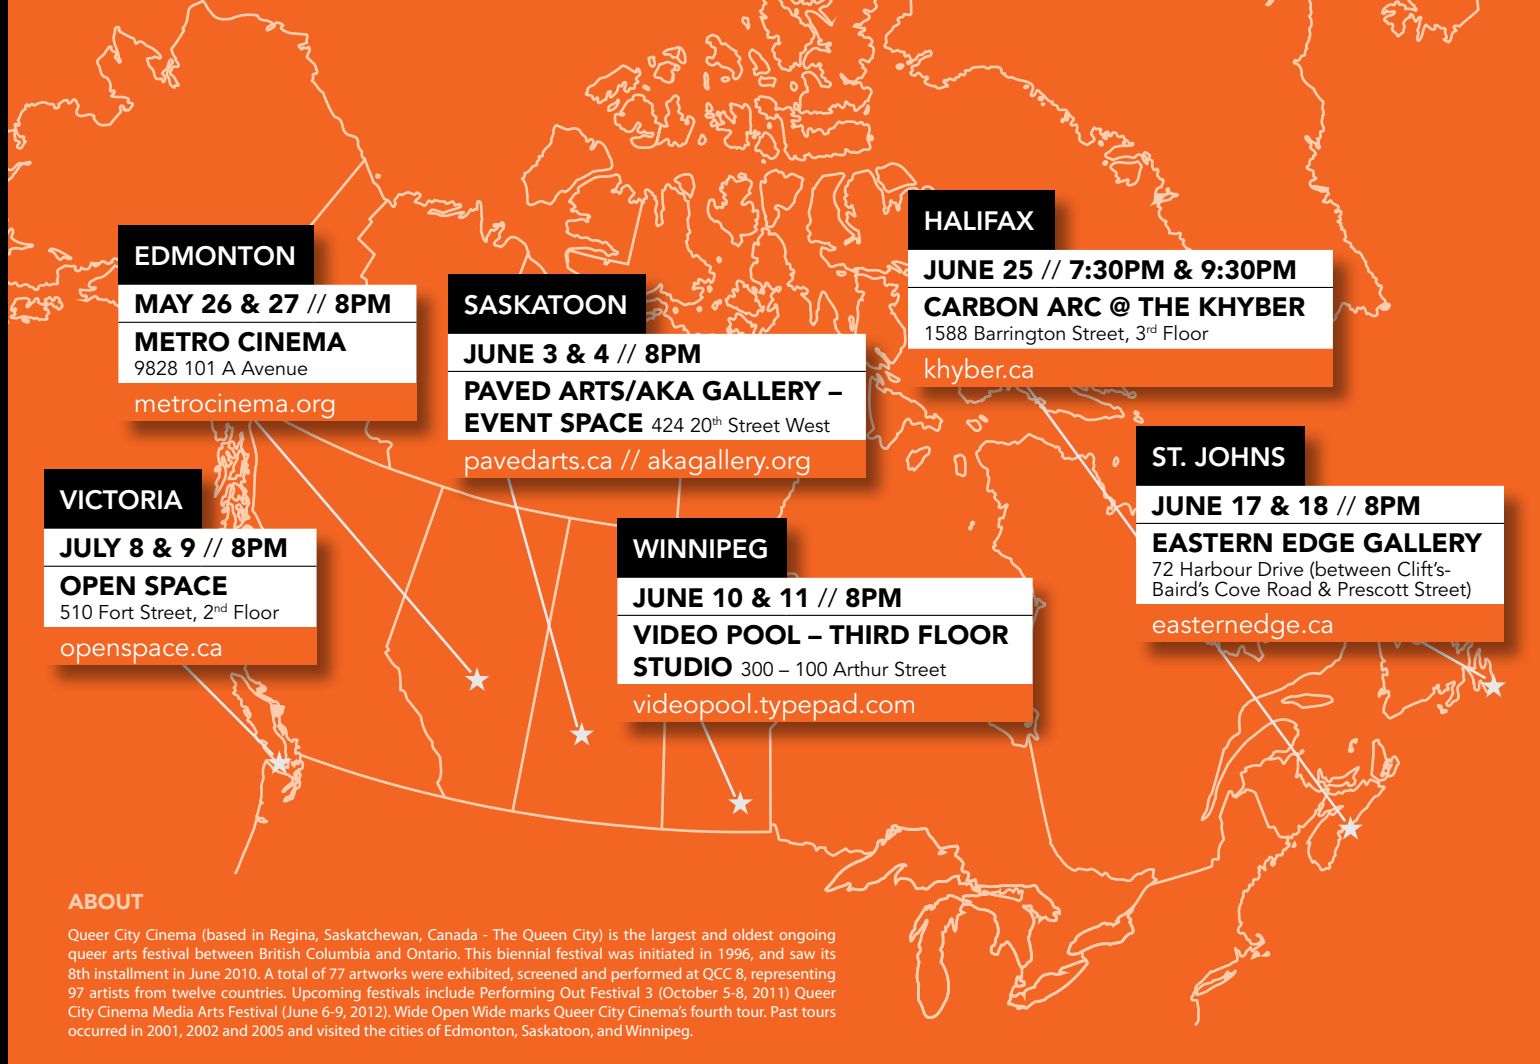 EDMONTON
MAY 26 & 27 // 8PM
METRO CINEMA
9828 101 A Avenue
metrocinema.org
SASKATOON
JUNE 3 & 4 // 8PM
PAVED ARTS/AKA GALLERY –
EVENT SPACE 424 20th Street West
pavedarts.ca // akagallery.org
HALIFAX
JUNE 25 // 7:30PM & 9:30PM
CARBON ARC @ THE KHYBER
1588 Barrington Street, 3rd Floor
khyber.ca
VICTORIA
JULY 8 & 9 // 8PM
OPEN SPACE
510 Fort Street, 2nd Floor
openspace.ca
WINNIPEG
JUNE 10 & 11 // 8PM
VIDEO POOL – THIRD FLOOR
STUDIO 300 – 100 Arthur Street
videopool.typepad.com
ST. JOHNS
JUNE 17 & 18 // 8PM
EASTERN EDGE GALLERY
72 Harbour Drive (between Clift's-
Baird's Cove Road & Prescott Street)
easternedge.ca
ABOUT
Queer City Cinema (based in Regina, Saskatchewan, Canada - The Queen City) is the largest and oldest ongoing
queer arts festival between British Columbia and Ontario. This biennial festival was initiated in 1996, and saw its
8th installment in June 2010. A total of 77 artworks were exhibited, screened and performed at QCC 8, representing
97 artists from twelve countries. Upcoming festivals include Performing Out Festival 3 (October 5-8, 2011) Queer
City Cinema Media Arts Festival (June 6-9, 2012). Wide Open Wide marks Queer City Cinema's fourth tour. Past tours
occurred in 2001, 2002 and 2005 and visited the cities of Edmonton, Saskatoon, and Winnipeg.